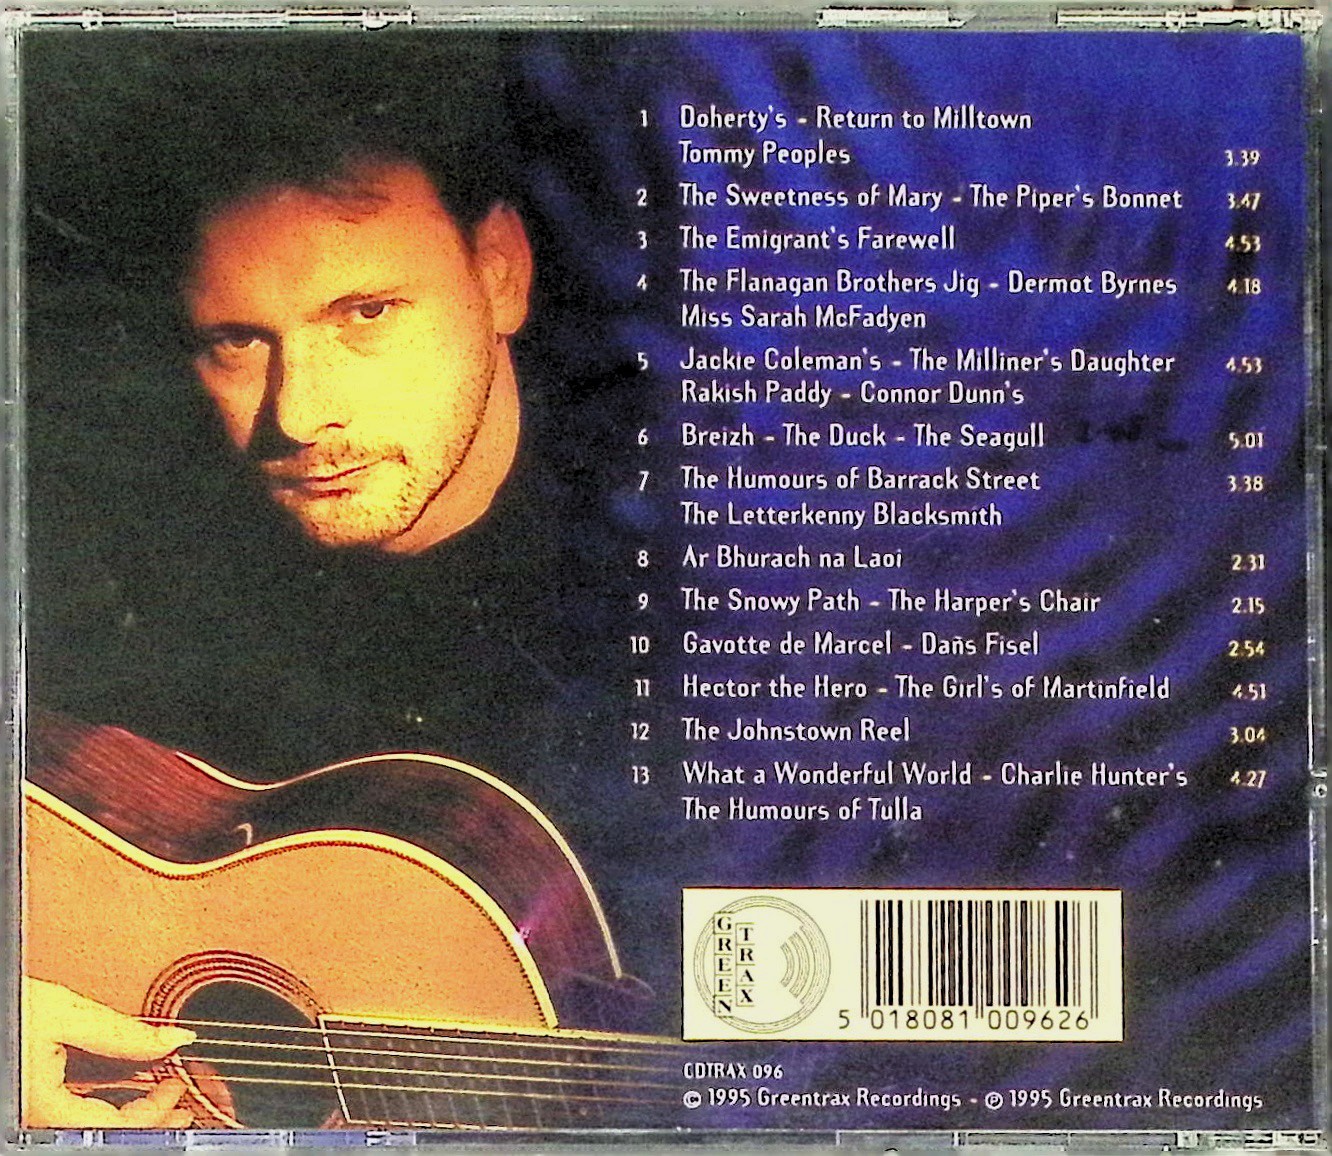 1 Doherty's - Return to Milltown
Tommy Peoples 3.39
2 The Sweetness of Mary - The Piper's Bonnet 3.47
3 The Emigrant's Farewell 4.53
4 The Flanagan Brothers Jig - Dermot Byrnes 4.18
Miss Sarah McFadyen
5 Jackie Coleman's - The Milliner's Daughter 4.53
Rakish Paddy - Connor Dunn's
6 Breizh - The Duck - The Seagull 5.01
7 The Humours of Barrack Street 3.38
The Letterkenny Blacksmith
8 Ar Bhurach na Laoi 2.31
9 The Snowy Path - The Harper's Chair 2.15
10 Gavotte de Marcel - Dañs Fisel 2.54
11 Hector the Hero - The Girl's of Martinfield 4.51
12 The Johnstown Reel 3.04
13 What a Wonderful World - Charlie Hunter's 4.27
The Humours of Tulla
GREEN
TRAX
5 018081 009626
CDTRAX 096
© 1995 Greentrax Recordings - ℗ 1995 Greentrax Recordings